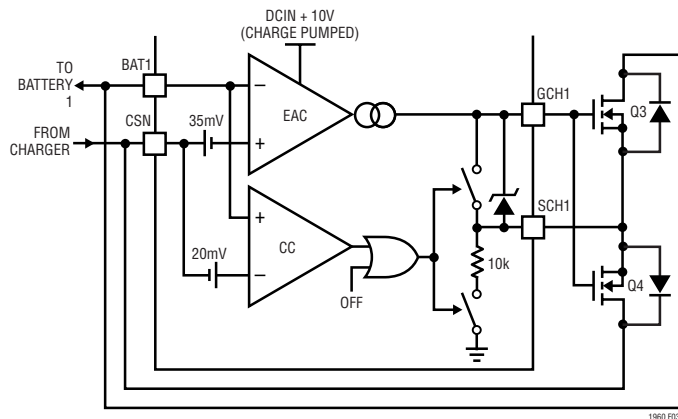 DCIN + 10V
(CHARGE PUMPED)
TO
BATTERY
1
BAT1
–
EAC
GCH1
Q3
FROM
CHARGER
CSN
35mV
+
SCH1
+
CC
–
20mV
OFF
10k
Q4
1960 F03